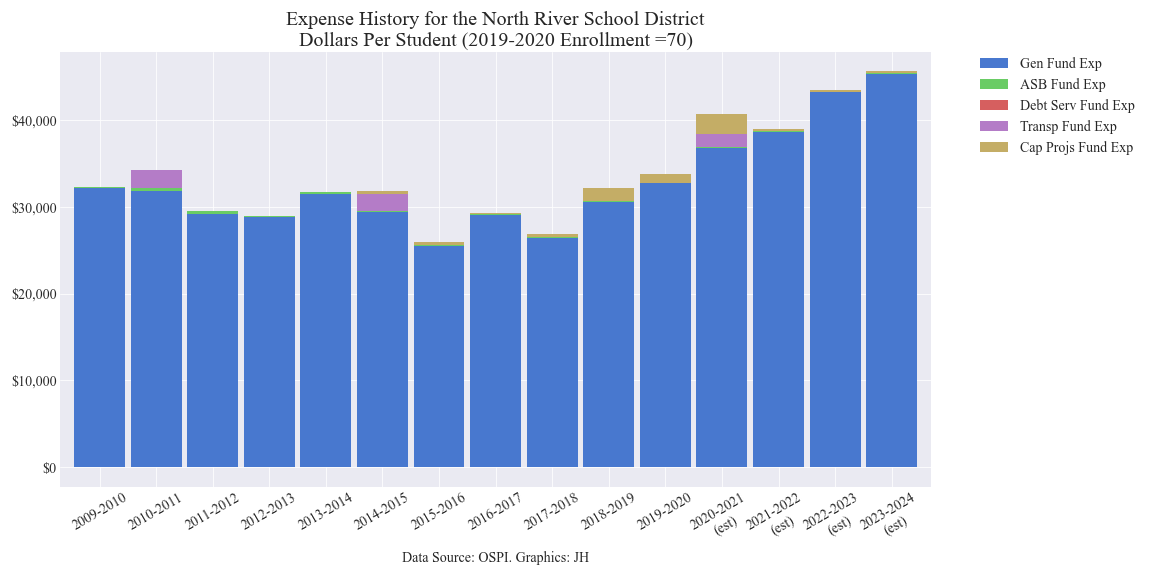 Expense History for the North River School District
Dollars Per Student (2019-2020 Enrollment =70)
Gen Fund Exp
ASB Fund Exp
Debt Serv Fund Exp
Transp Fund Exp
Cap Projs Fund Exp
$40,000
$30,000
$20,000
$10,000
$0
2009-2010
2010-2011
2011-2012
2012-2013
2013-2014
2014-2015
2015-2016
2016-2017
2017-2018
2018-2019
2019-2020
2020-2021
(est)
2021-2022
(est)
2022-2023
(est)
2023-2024
(est)
Data Source: OSPI. Graphics: JH